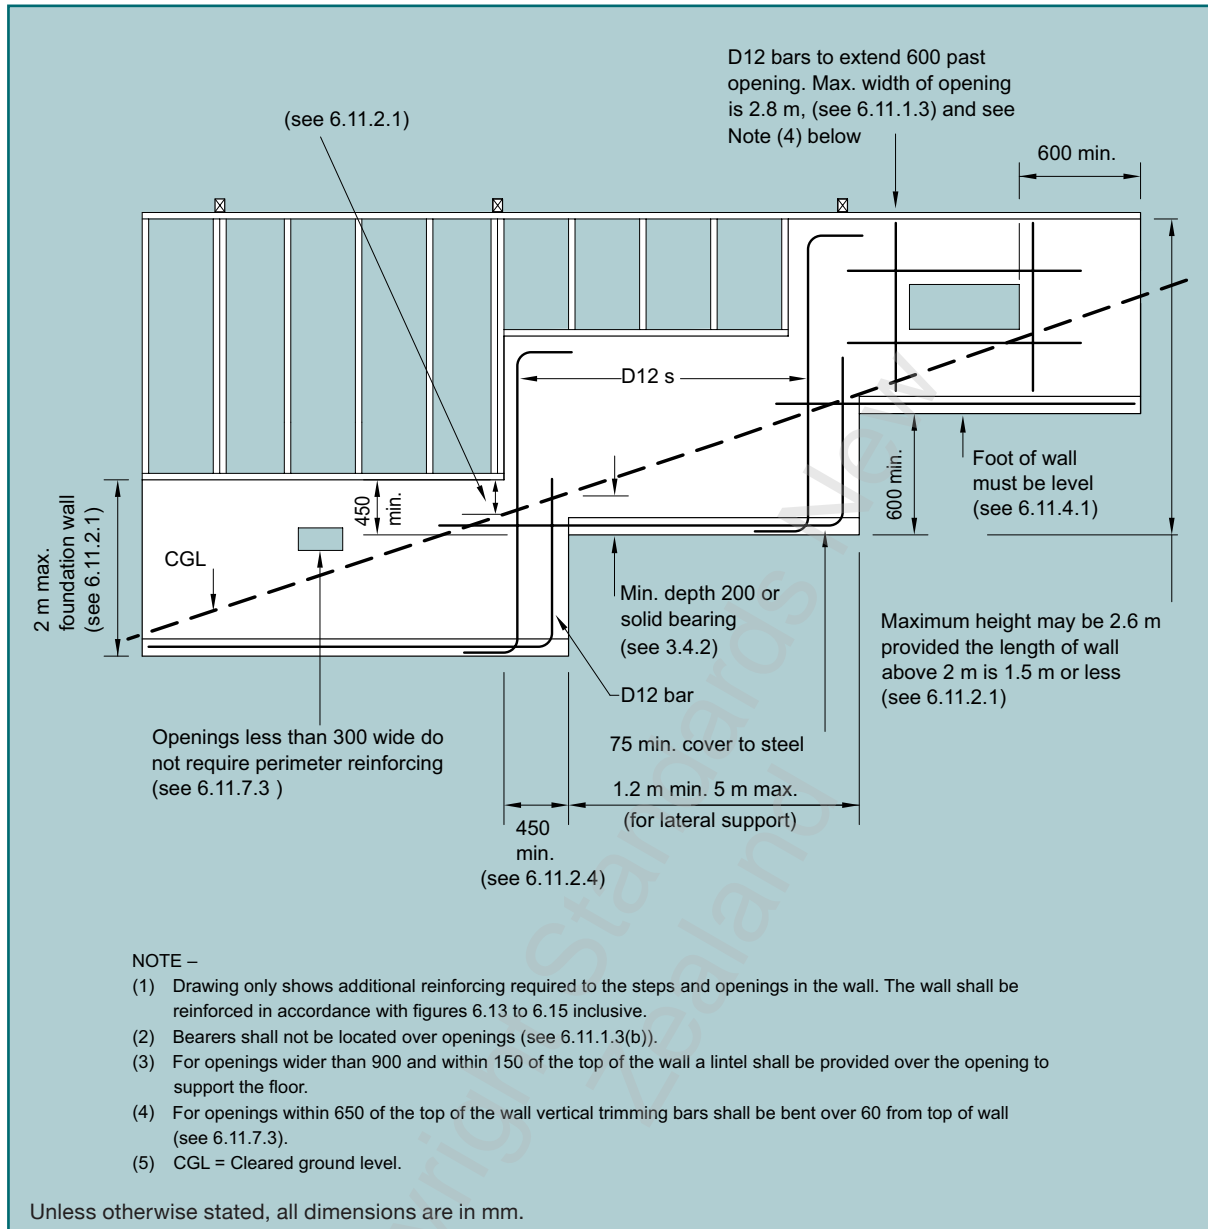 D12 bars to extend 600 past
opening. Max. width of opening
is 2.8 m, (see 6.11.1.3) and see
Note (4) below
(see 6.11.2.1)
600 min.
D12 s
450
min.
600 min.
Foot of wall
must be level
(see 6.11.4.1)
2 m max.
foundation wall
(see 6.11.2.1)
CGL
Min. depth 200 or
solid bearing
(see 3.4.2)
Maximum height may be 2.6 m
provided the length of wall
above 2 m is 1.5 m or less
(see 6.11.2.1)
D12 bar
Openings less than 300 wide do
not require perimeter reinforcing
(see 6.11.7.3 )
75 min. cover to steel
1.2 m min. 5 m max.
(for lateral support)
450
min.
(see 6.11.2.4)
NOTE –
(1) Drawing only shows additional reinforcing required to the steps and openings in the wall. The wall shall be
reinforced in accordance with figures 6.13 to 6.15 inclusive.
(2) Bearers shall not be located over openings (see 6.11.1.3(b)).
(3) For openings wider than 900 and within 150 of the top of the wall a lintel shall be provided over the opening to
support the floor.
(4) For openings within 650 of the top of the wall vertical trimming bars shall be bent over 60 from top of wall
(see 6.11.7.3).
(5) CGL = Cleared ground level.
Unless otherwise stated, all dimensions are in mm.
Standards New
Zealand